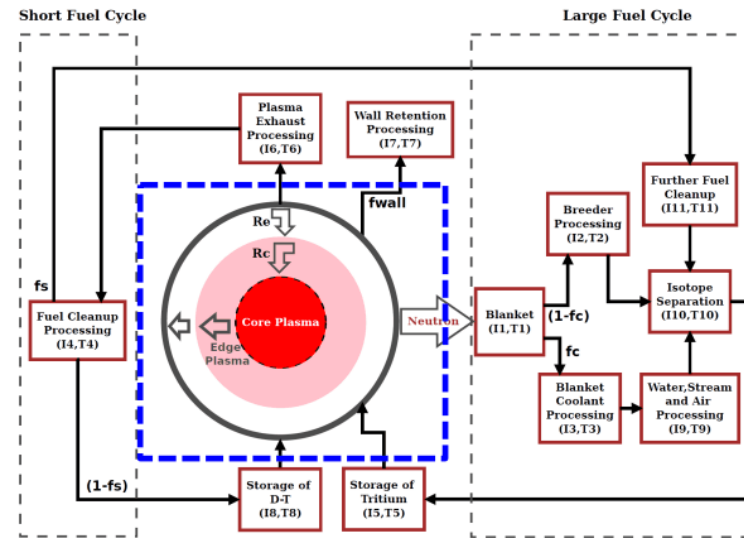 Short Fuel Cycle
Large Fuel Cycle
Plasma
Exhaust
Processing
(I6,T6)
Wall Retention
Processing
(I7,T7)
fwall
Further Fuel
Cleanup
(I11,T11)
Breeder
Processing
(I2,T2)
Re
Rc
fs
Fuel Cleanup
Processing
(I4,T4)
Core Plasma
Edge
Plasma
Neutron
Blanket
(I1,T1)
(1-fc)
fc
Isotope
Separation
(I10,T10)
Blanket
Coolant
Processing
(I3,T3)
Water,Stream
and Air
Processing
(I9,T9)
(1-fs)
Storage of
D-T
(I8,T8)
Storage of
Tritium
(I5,T5)